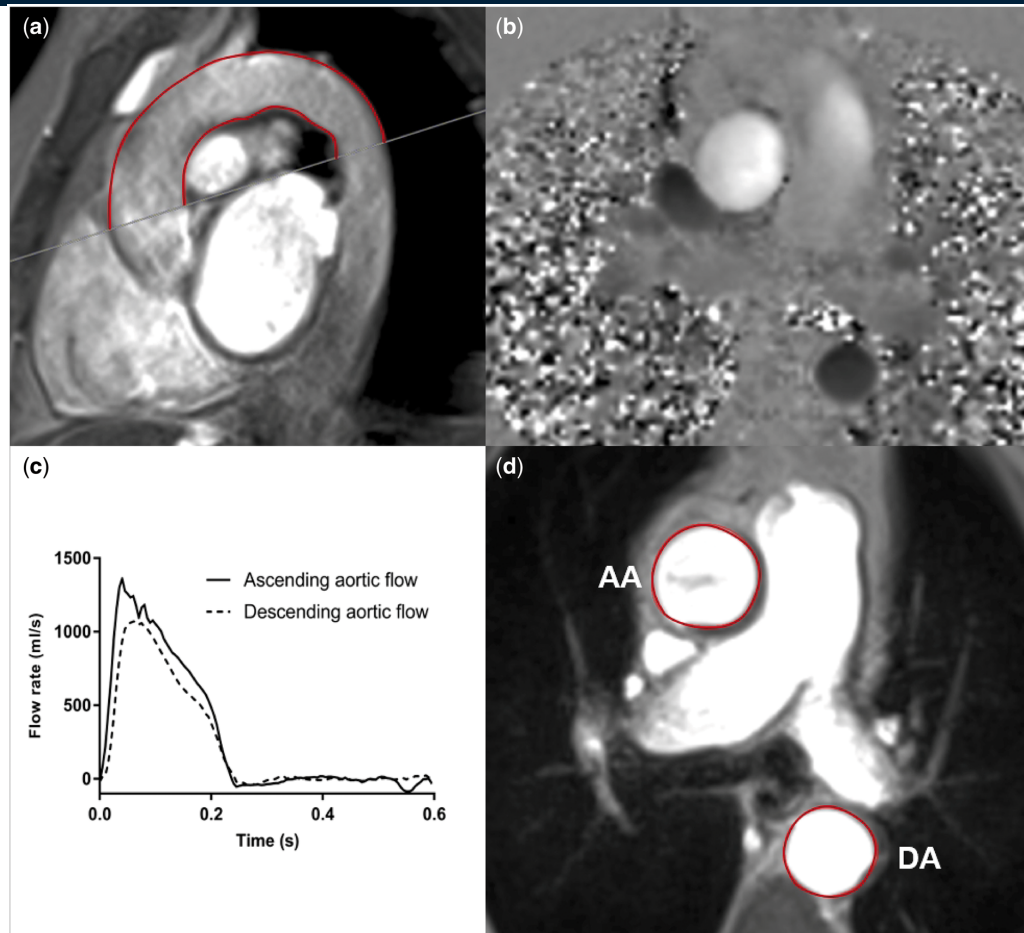 (a)
(b)
(c)
1500
1000
500
0
Flow rate (ml/s)
Ascending aortic flow
Descending aortic flow
0.0
0.2
0.4
0.6
Time (s)
(d)
AA
DA